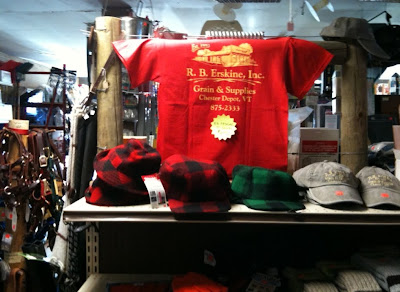 R. B. Erskine, Inc.
Grain & Supplies
Chester Depot, VT
875-2333